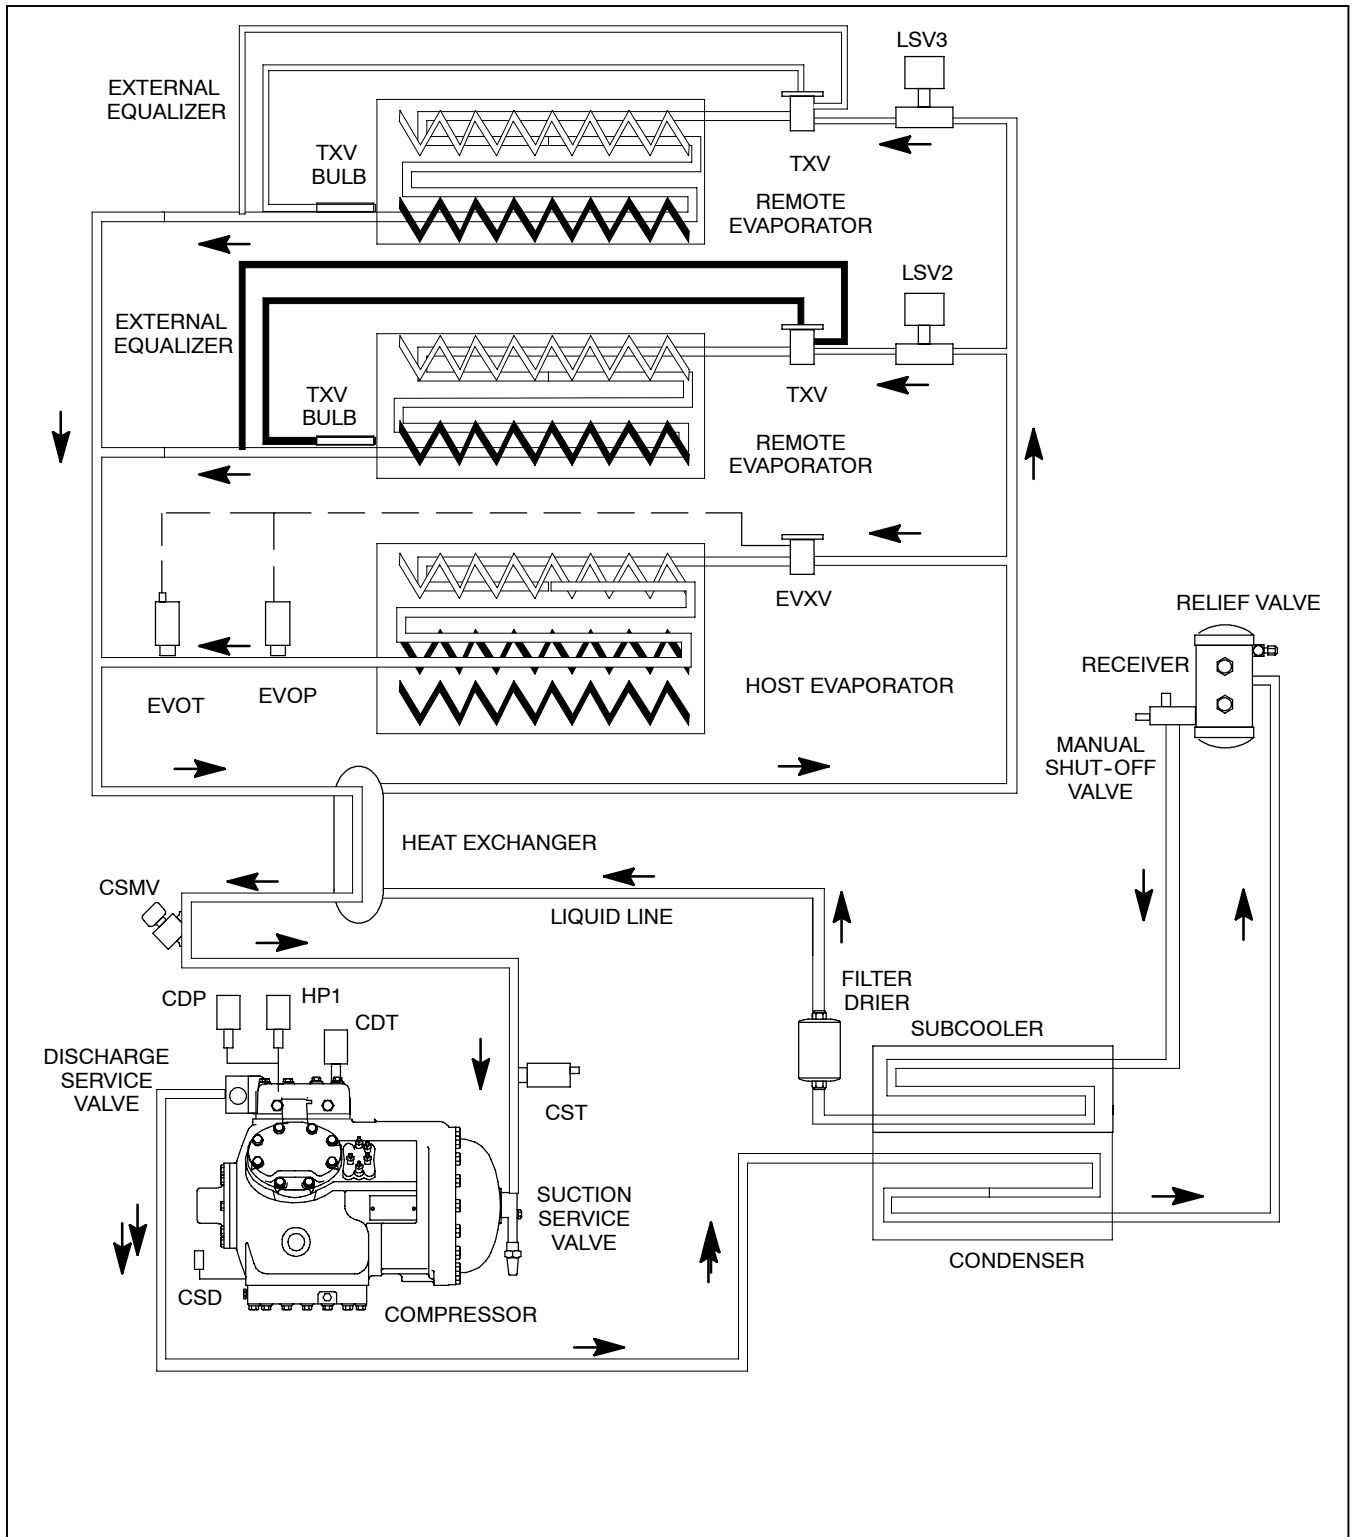 LSV3
EXTERNAL
EQUALIZER
TXV
BULB
TXV
REMOTE
EVAPORATOR
LSV2
EXTERNAL
EQUALIZER
TXV
BULB
TXV
REMOTE
EVAPORATOR
EVXV
RELIEF VALVE
RECEIVER
HOST EVAPORATOR
EVOT
EVOP
MANUAL
SHUT-OFF
VALVE
HEAT EXCHANGER
CSMV
LIQUID LINE
FILTER
DRIER
CDP
HP1
CDT
SUBCOOLER
DISCHARGE
SERVICE
VALVE
CST
SUCTION
SERVICE
VALVE
CONDENSER
CSD
COMPRESSOR